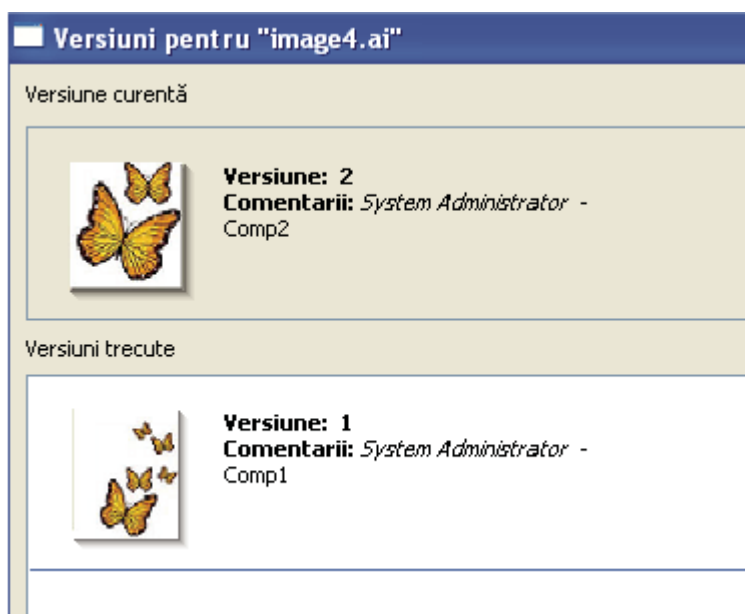 Versiuni pentru "image4.ai"
Versiune curentă
Versiune: 2
Comentarii: System Administrator -
Comp2
Versiuni trecute
Versiune: 1
Comentarii: System Administrator -
Comp1